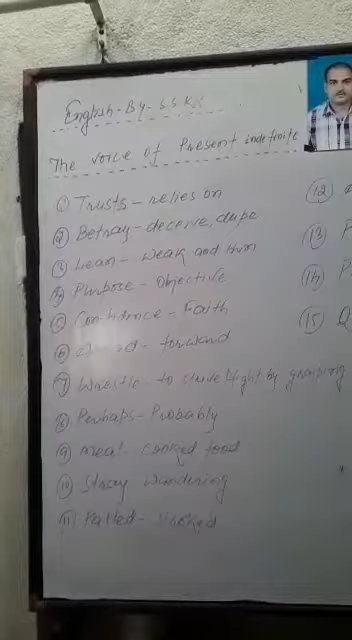 English-By-S S K S
The voice of Present indefinite
① Trusts - relies on
② Betray - deceive, dupe
③ Lean - weak and thin
④ Purpose - Objective
⑤ Confidence - Faith
⑥ - forward
⑦ Wrestle - to strive fight by grasping
⑧ Perhaps - Probably
⑨ Meal - cooked food
⑩ Wandering
⑪ Patted -
(12)
(13) P
(14) P
(15) Q